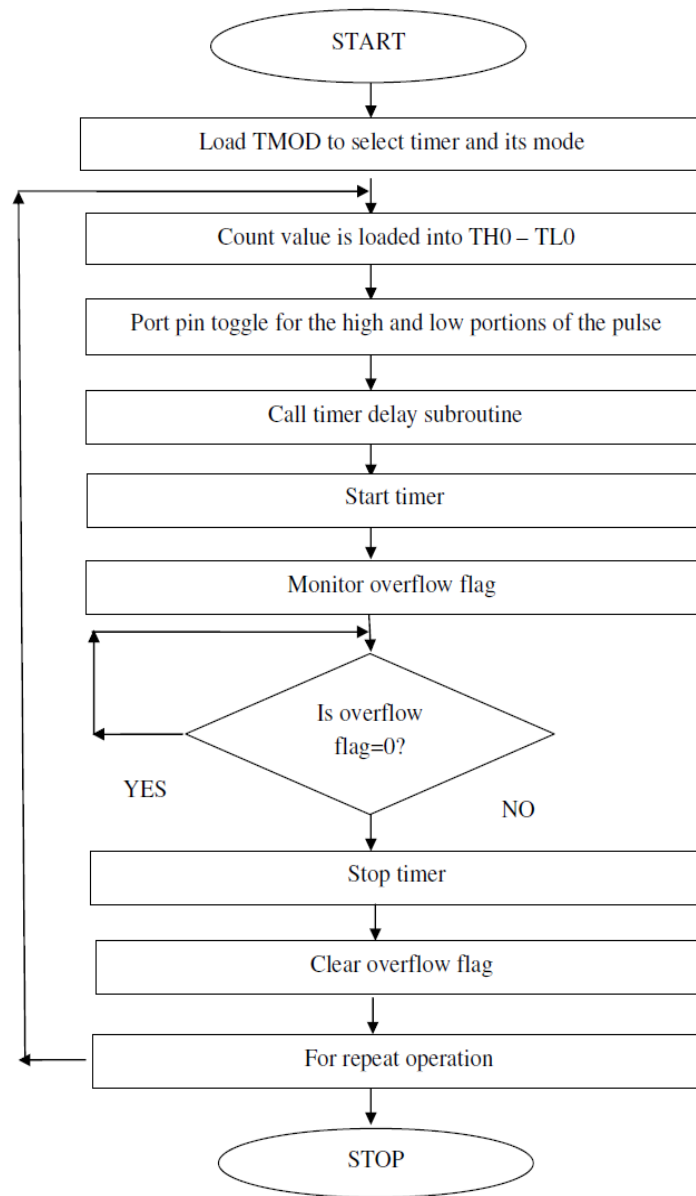 START
Load TMOD to select timer and its mode
Count value is loaded into TH0 – TL0
Port pin toggle for the high and low portions of the pulse
Call timer delay subroutine
Start timer
Monitor overflow flag
Is overflow
flag=0?
YES
NO
Stop timer
Clear overflow flag
For repeat operation
STOP